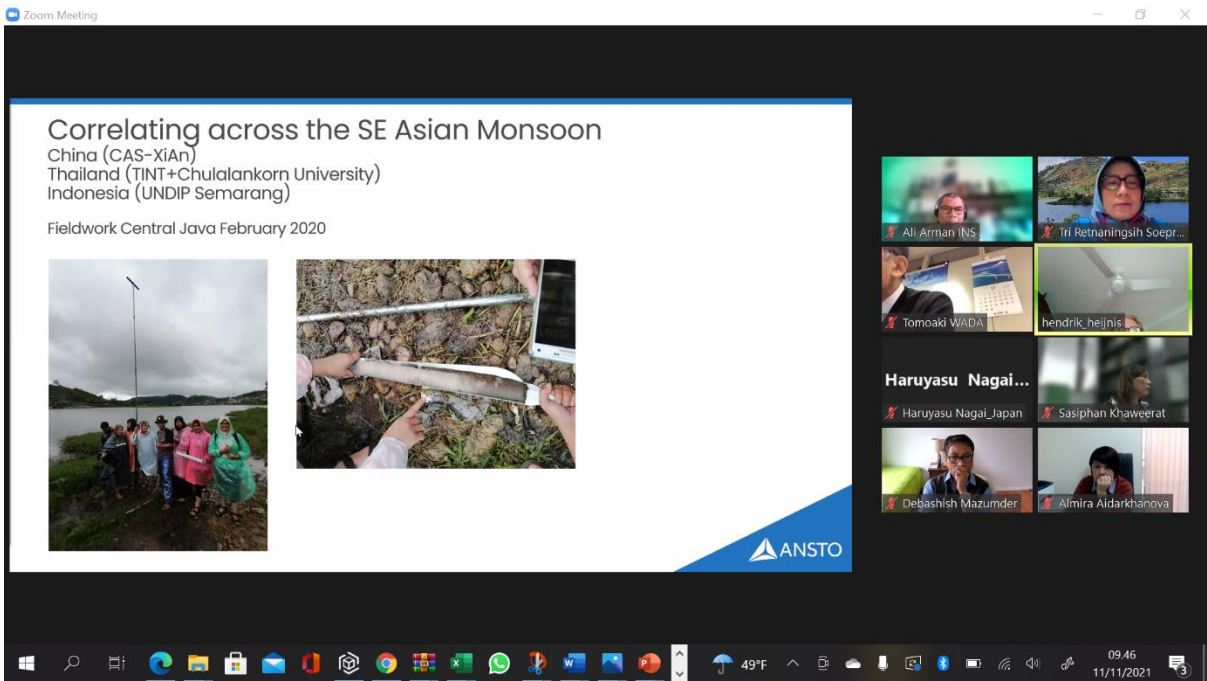 Zoom Meeting
Correlating across the SE Asian Monsoon
China (CAS-XiAn)
Thailand (TINT+Chulalankorn University)
Indonesia (UNDIP Semarang)
Fieldwork Central Java February 2020
ANSTO
Ali Arman INS
Tri Retnaningsih Soepr...
Tomoaki WADA
hendrik_heijnis
Haruyasu Nagai...
Haruyasu Nagai_Japan
Sasiphan Khaweerat
Debashish Mazumder
Almira Aidarkhanova
49°F
09.46
11/11/2021
3